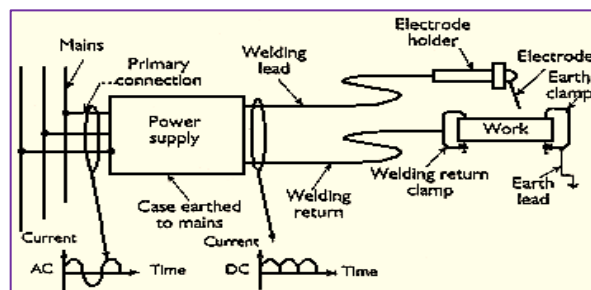 Mains
Primary
connection
Welding
lead
Electrode
holder
Electrode
Earth
clamp
Power
supply
Work
Case earthed
to mains
Welding
return
Welding return
clamp
Earth
lead
Current
AC
Time
Current
DC
Time